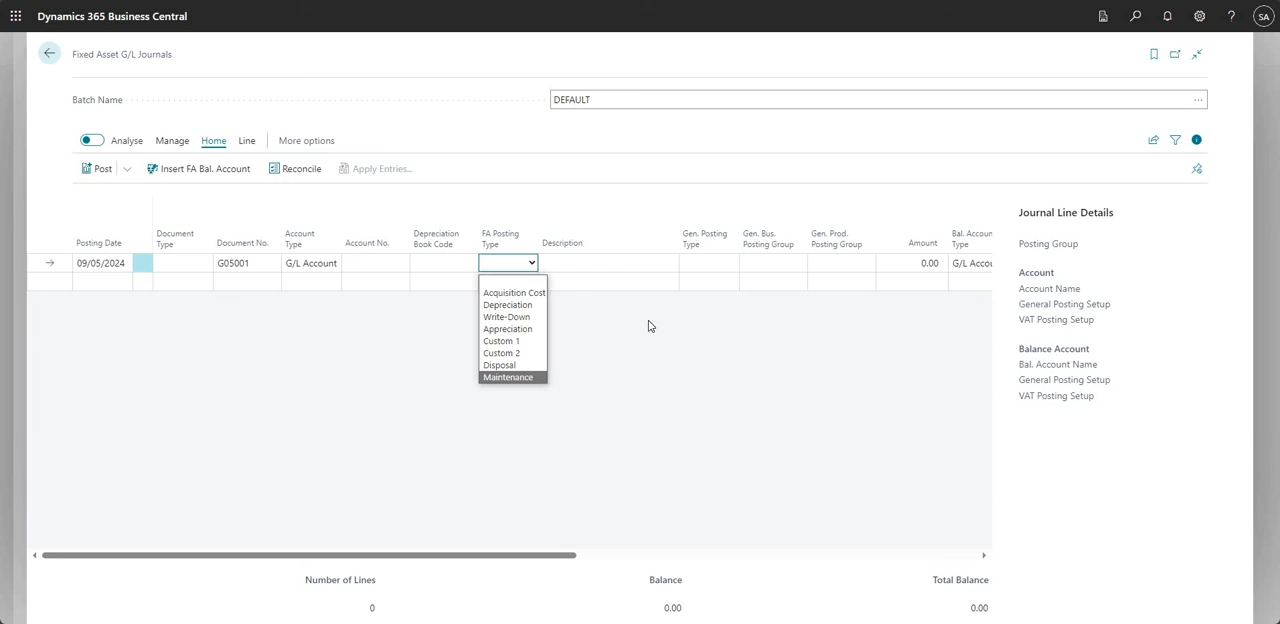 Dynamics 365 Business Central
SA
Fixed Asset G/L Journals
Batch Name
DEFAULT
Analyse Manage Home Line More options
Post Insert FA Bal. Account Reconcile Apply Entries...
Posting Date
Document Type
Document No.
Account Type
Account No.
Depreciation Book Code
FA Posting Type
Description
Gen. Posting Type
Gen. Bus. Posting Group
Gen. Prod. Posting Group
Amount
Bal. Accoun
Type
09/05/2024 G05001 G/L Account 0.00 G/L Accou
Acquisition Cost
Depreciation
Write-Down
Appreciation
Custom 1
Custom 2
Disposal
Maintenance
Journal Line Details
Posting Group
Account
Account Name
General Posting Setup
VAT Posting Setup
Balance Account
Bal. Account Name
General Posting Setup
VAT Posting Setup
Number of Lines Balance Total Balance
0 0.00 0.00